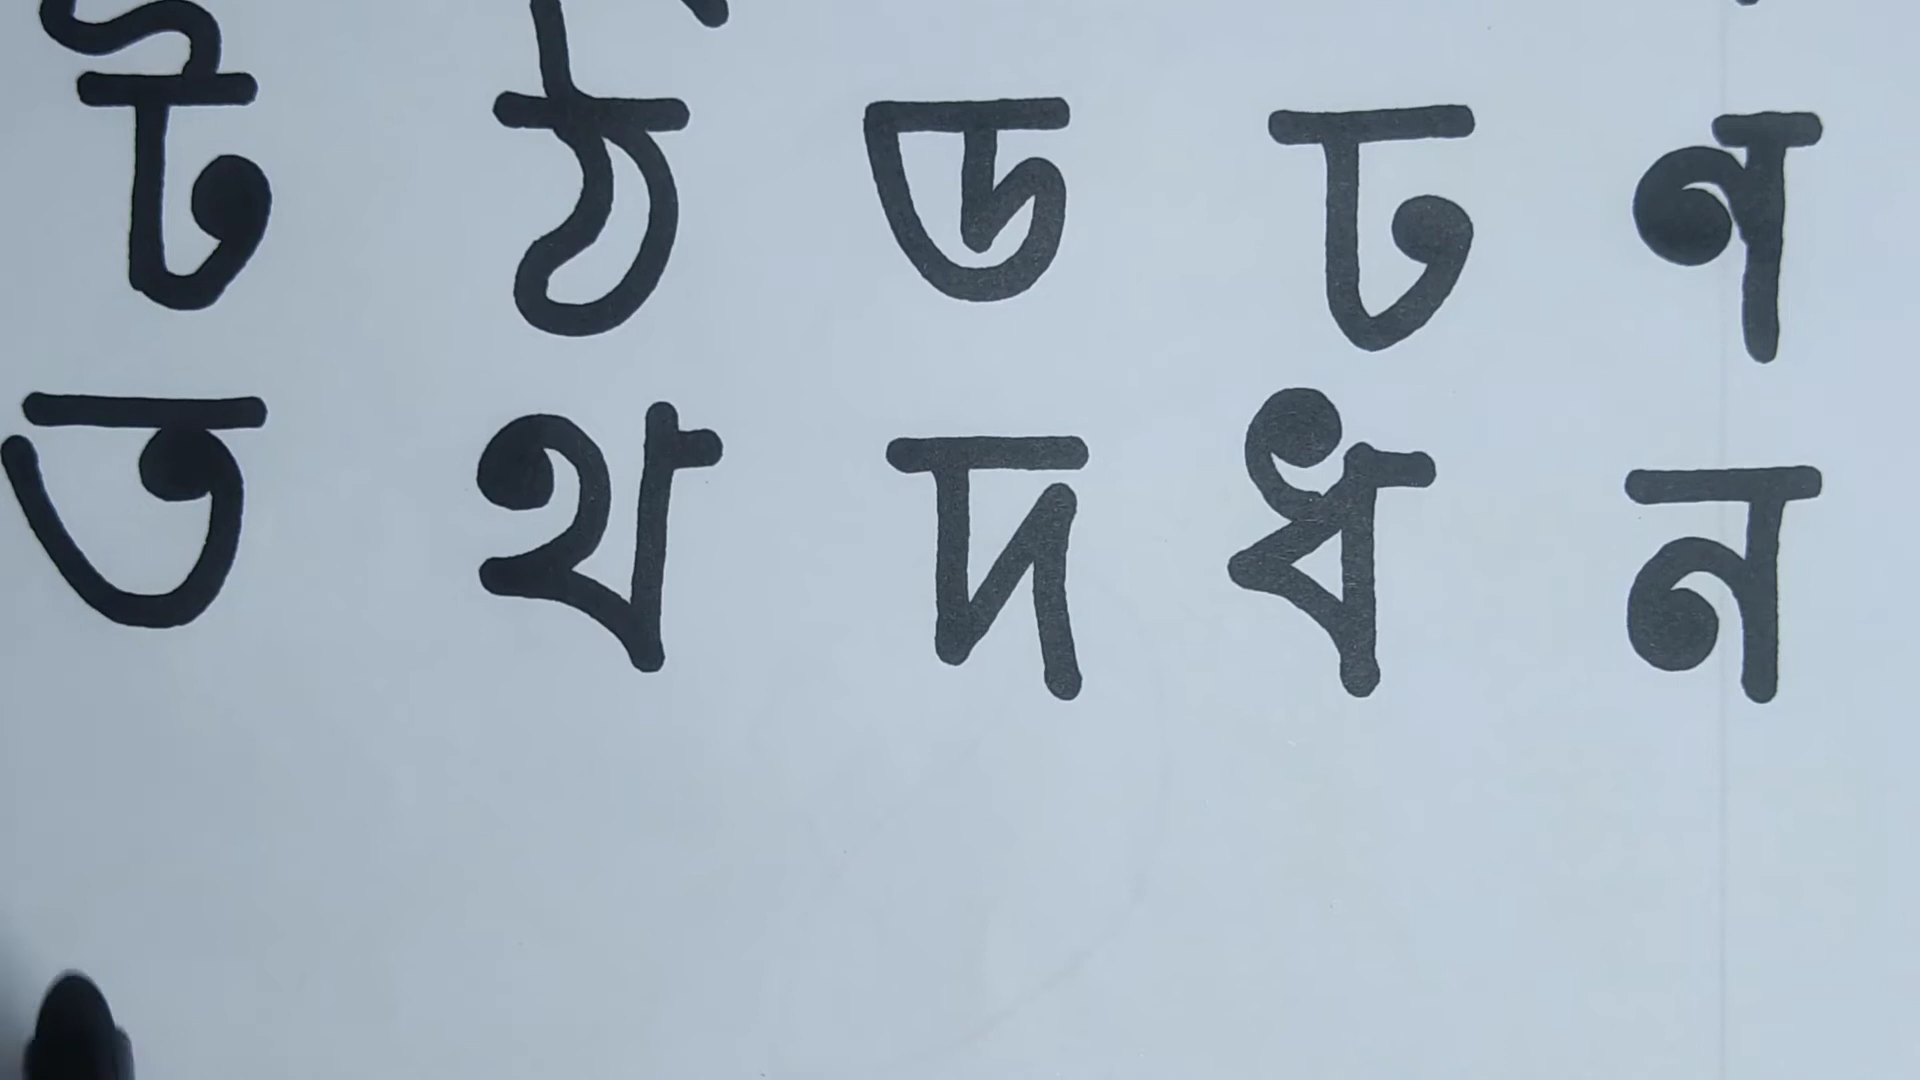 ট ঠ ড ঢ ণ
ত থ দ ধ ন